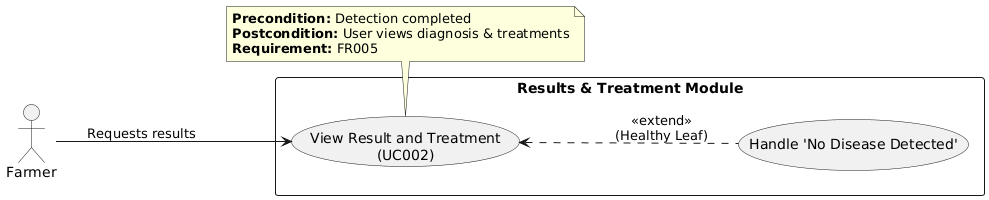 Precondition: Detection completed
Postcondition: User views diagnosis & treatments
Requirement: FR005
Results & Treatment Module
Requests results
«extend»
(Healthy Leaf)
View Result and Treatment
(UC002)
Handle 'No Disease Detected'
Farmer